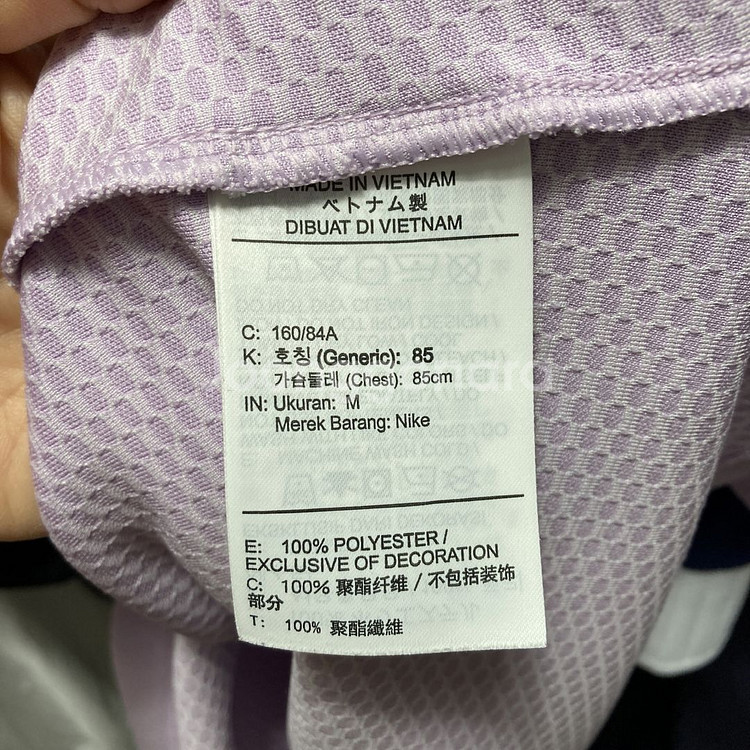 MADE IN VIETNAM
ベトナム製
DIBUAT DI VIETNAM
C: 160/84A
K: 호칭 (Generic): 85
가슴둘레 (Chest): 85cm
IN: Ukuran: M
Merek Barang: Nike
E: 100% POLYESTER /
EXCLUSIVE OF DECORATION
C: 100% 聚酯纤维 / 不包括装饰
部分
T: 100% 聚酯纖維